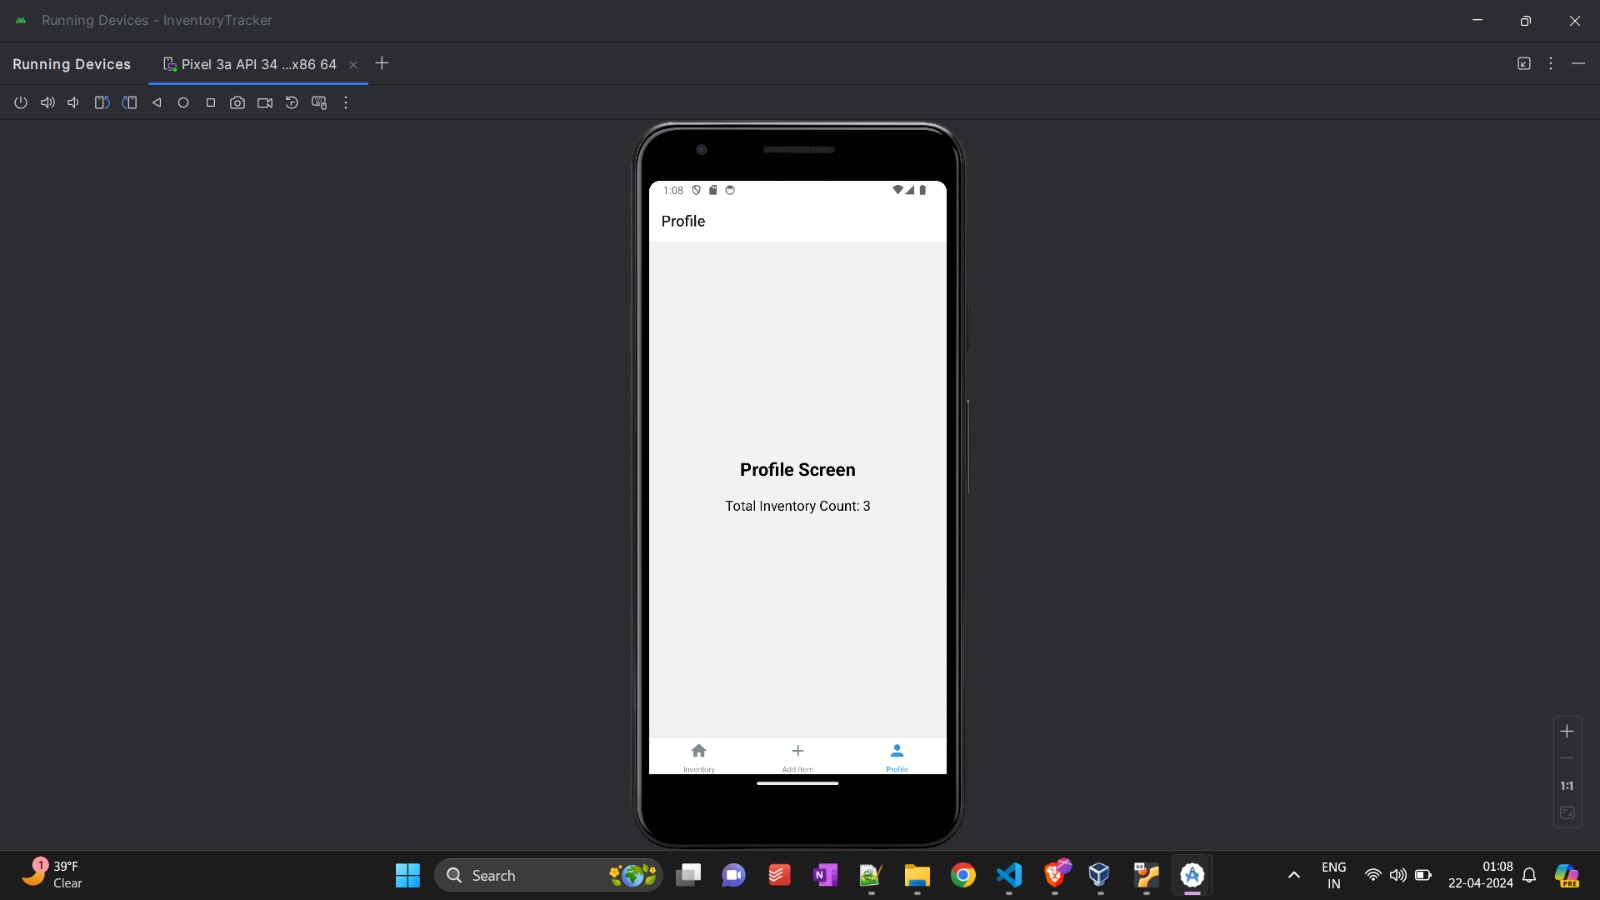 Running Devices - InventoryTracker
Running Devices
Pixel 3a API 34 ...x86 64
1:08
Profile
Profile Screen
Total Inventory Count: 3
Inventory
Add Item
Profile
1:1
1
39°F
Clear
Search
ENG
IN
01:08
22-04-2024
PRE